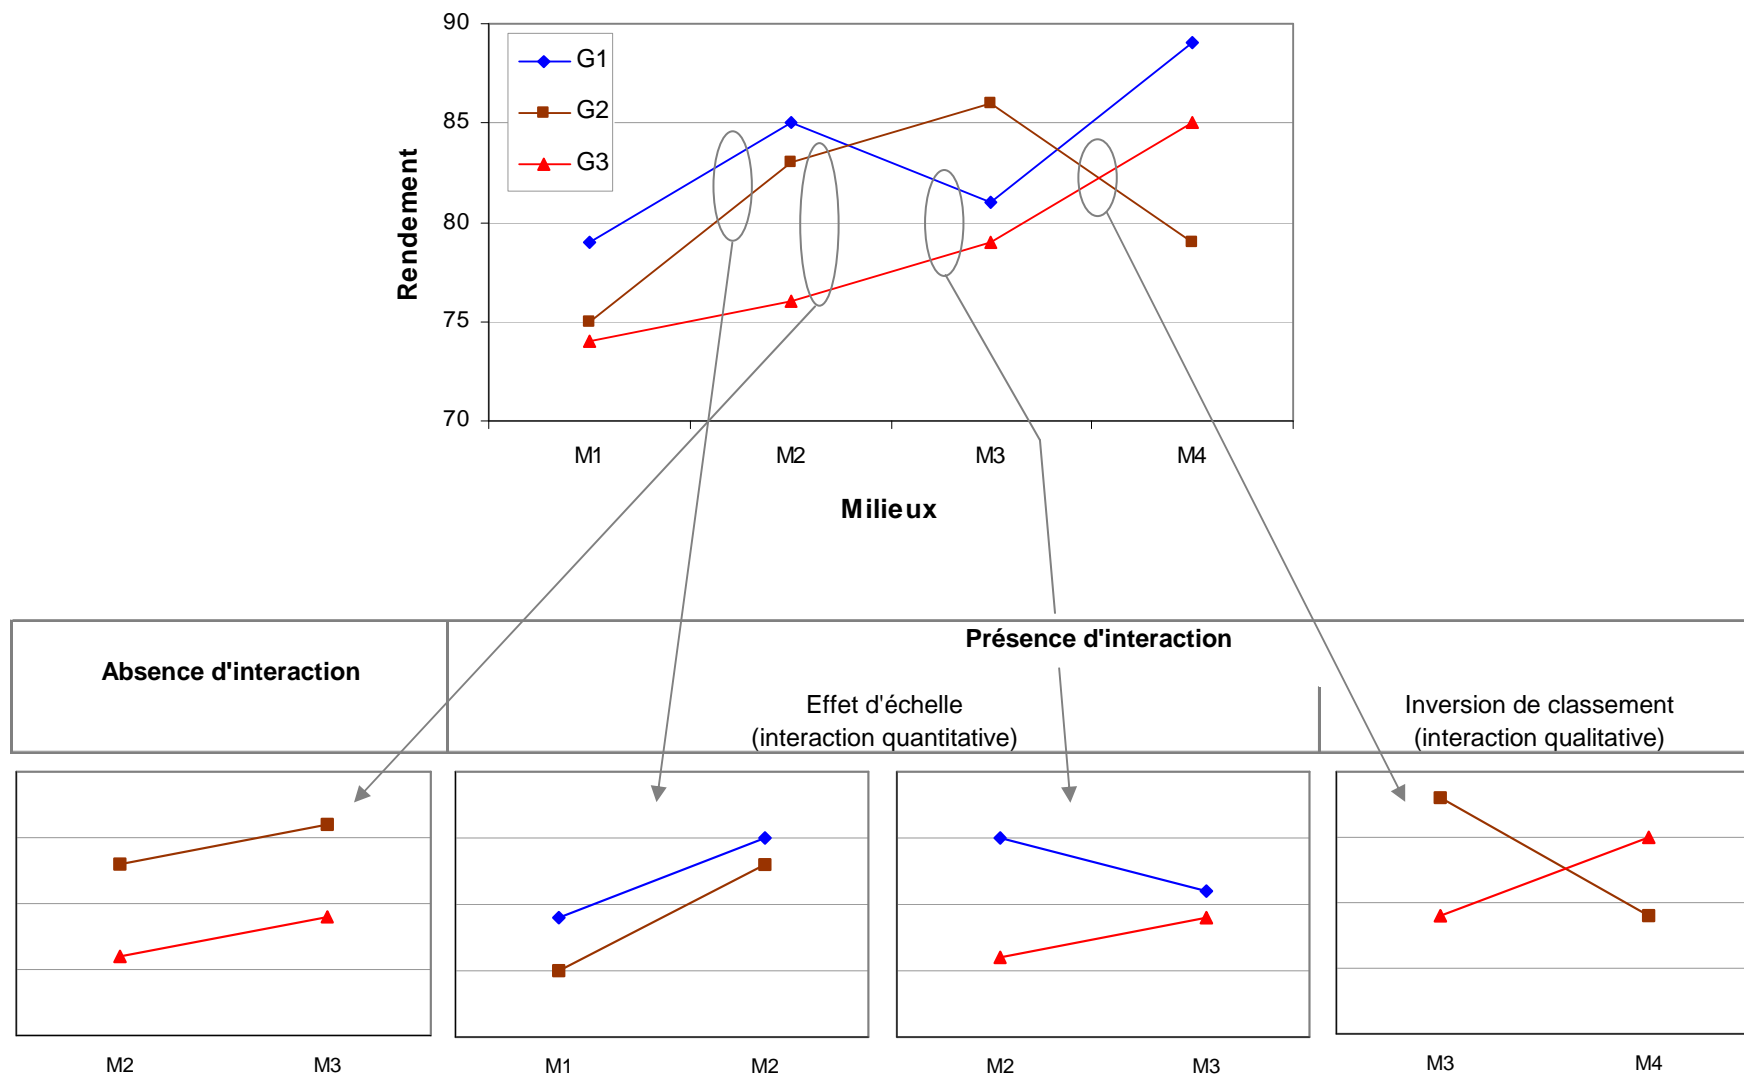 90
85
80
75
70
Rendement
G1
G2
G3
M1 M2 M3 M4
Milieux
Absence d'interaction
Présence d'interaction
Effet d'échelle
(interaction quantitative)
Inversion de classement
(interaction qualitative)
M2 M3
M1 M2
M2 M3
M3 M4